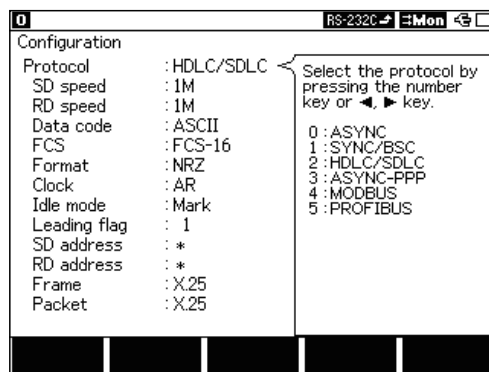 0 RS-232C Mon
Configuration
Protocol :HDLC/SDLC
SD speed :1M
RD speed :1M
Data code :ASCII
FCS :FCS-16
Format :NRZ
Clock :AR
Idle mode :Mark
Leading flag : 1
SD address : *
RD address : *
Frame :X.25
Packet :X.25
Select the protocol by
pressing the number
key or ◀, ▶ key.
0 :ASYNC
1 :SYNC/BSC
2 :HDLC/SDLC
3 :ASYNC-PPP
4 :MODBUS
5 :PROFIBUS